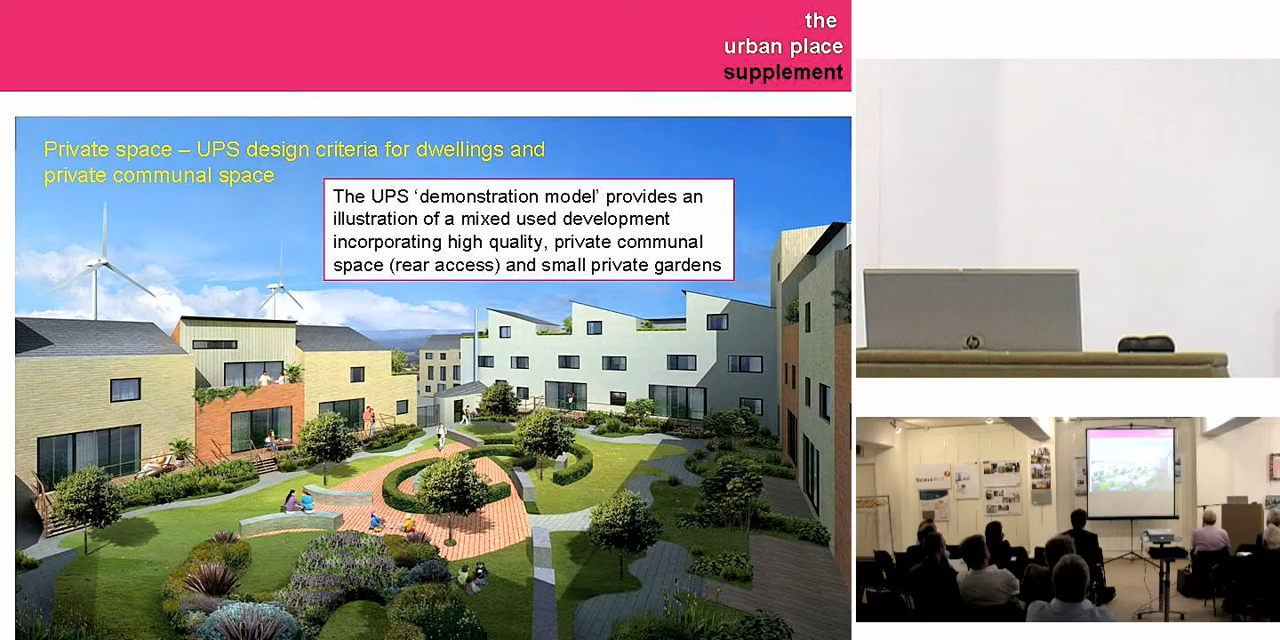 the
urban place
supplement
Private space – UPS design criteria for dwellings and
private communal space
The UPS ‘demonstration model’ provides an
illustration of a mixed used development
incorporating high quality, private communal
space (rear access) and small private gardens
hp